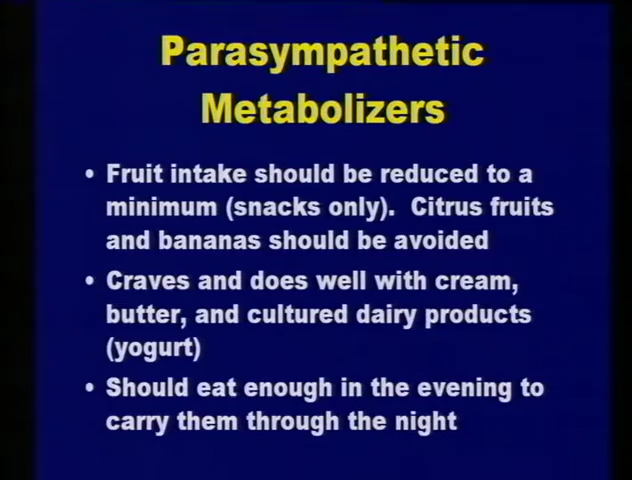 Parasympathetic
Metabolizers
• Fruit intake should be reduced to a
minimum (snacks only).  Citrus fruits
and bananas should be avoided
• Craves and does well with cream,
butter, and cultured dairy products
(yogurt)
• Should eat enough in the evening to
carry them through the night